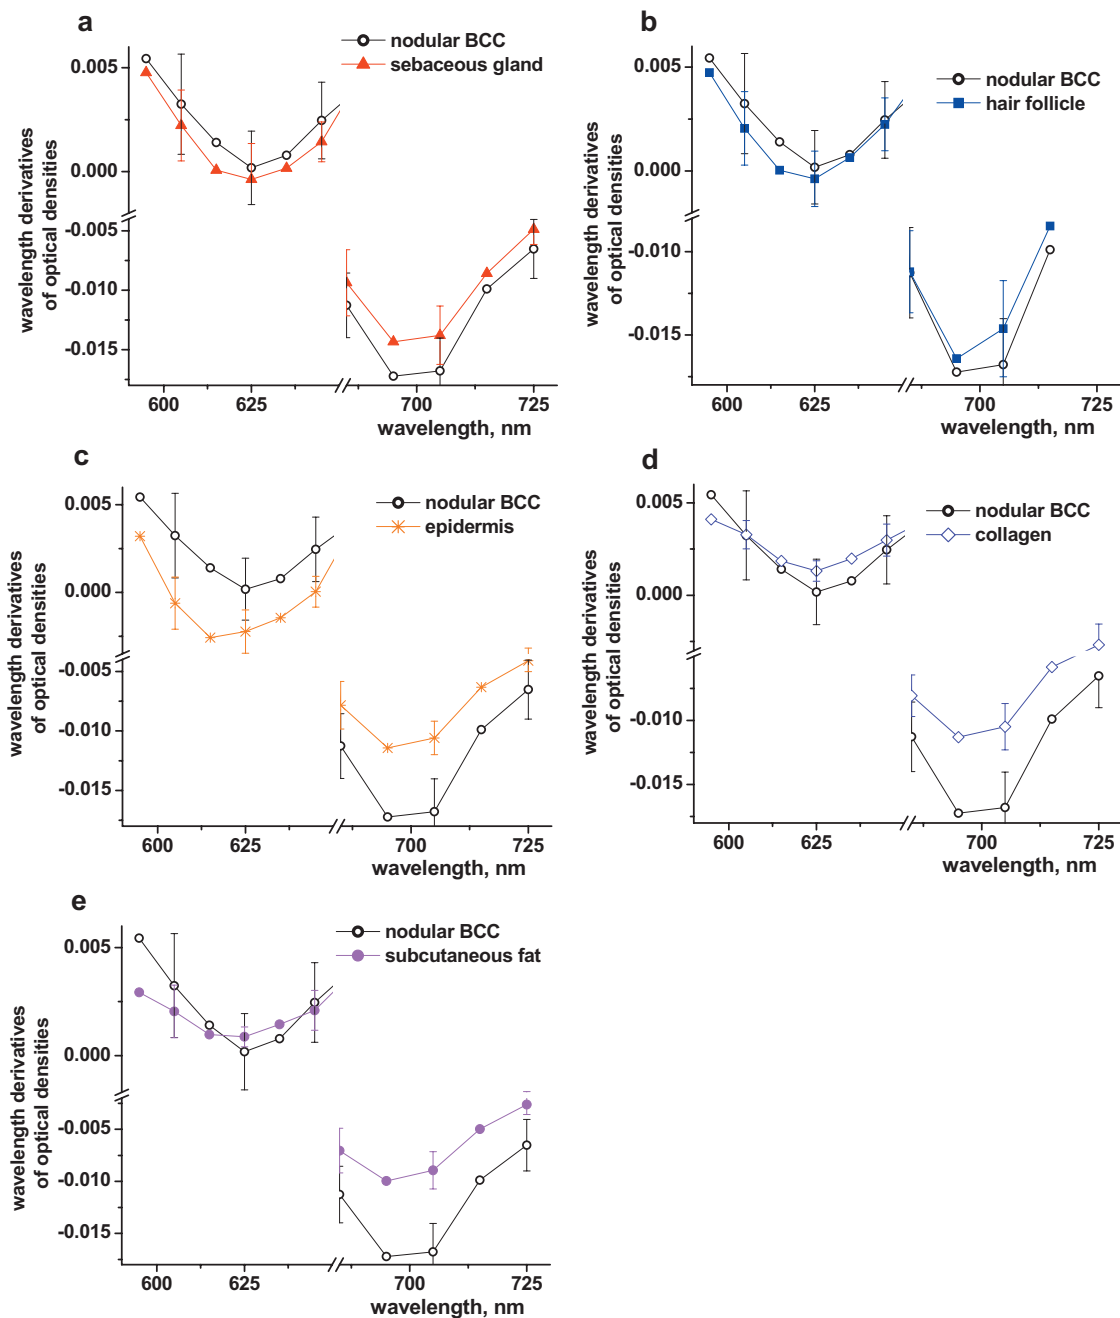 a
nodular BCC
sebaceous gland
0.005
0.000
-0.005
-0.010
-0.015
wavelength derivatives
of optical densities
600
625
700
725
wavelength, nm
b
nodular BCC
hair follicle
0.005
0.000
-0.010
-0.015
wavelength derivatives
of optical densities
600
625
700
725
wavelength, nm
c
nodular BCC
epidermis
0.005
0.000
-0.005
-0.010
-0.015
wavelength derivatives
of optical densities
600
625
700
725
wavelength, nm
d
nodular BCC
collagen
0.005
0.000
-0.010
-0.015
wavelength derivatives
of optical densities
600
625
700
725
wavelength, nm
e
nodular BCC
subcutaneous fat
0.005
0.000
-0.005
-0.010
-0.015
wavelength derivatives
of optical densities
600
625
700
725
wavelength, nm